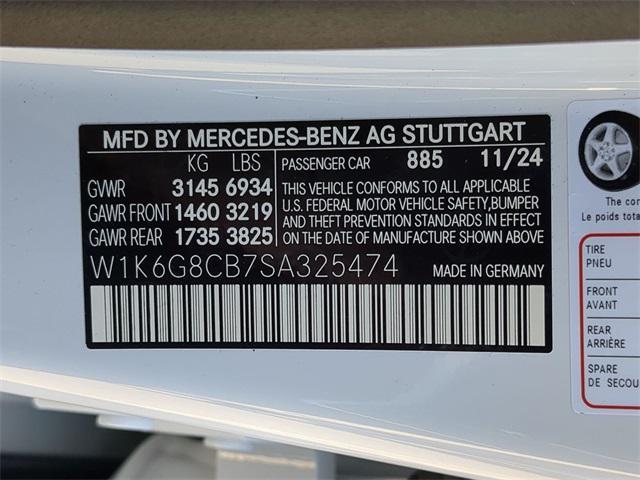 MFD BY MERCEDES-BENZ AG STUTTGART
KG LBS PASSENGER CAR 885 11/24
GVWR 3145 6934 THIS VEHICLE CONFORMS TO ALL APPLICABLE
U.S. FEDERAL MOTOR VEHICLE SAFETY,BUMPER
GAWR FRONT 1460 3219 AND THEFT PREVENTION STANDARDS IN EFFECT
GAWR REAR 1735 3825 ON THE DATE OF MANUFACTURE SHOWN ABOVE
W1K6G8CB7SA325474 MADE IN GERMANY
The
Le poids
TIRE
PNEU
FRONT
AVANT
REAR
ARRIÈRE
SPARE
DE